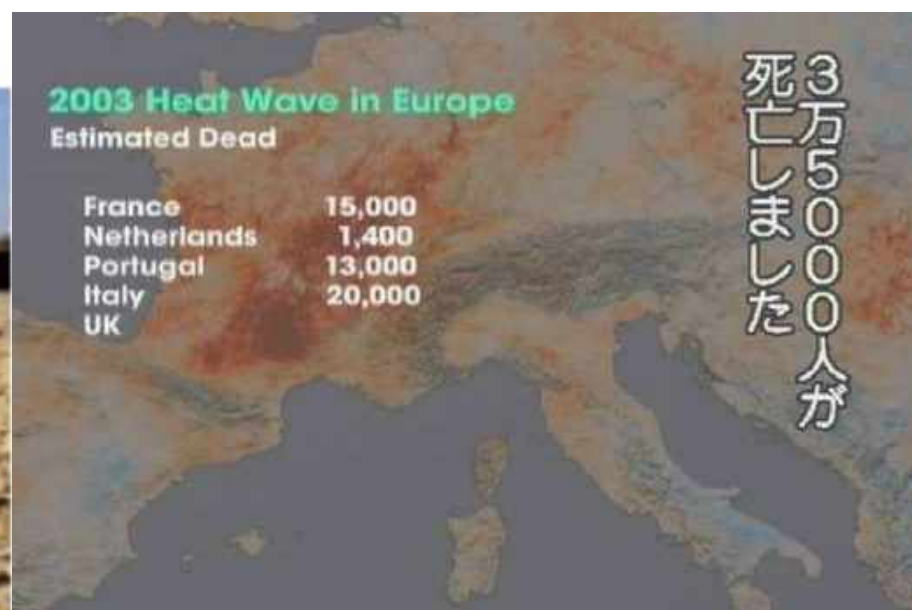 2003 Heat Wave in Europe
Estimated Dead
France 15,000
Netherlands 1,400
Portugal 13,000
Italy 20,000
UK
3万5000人が
死亡しました